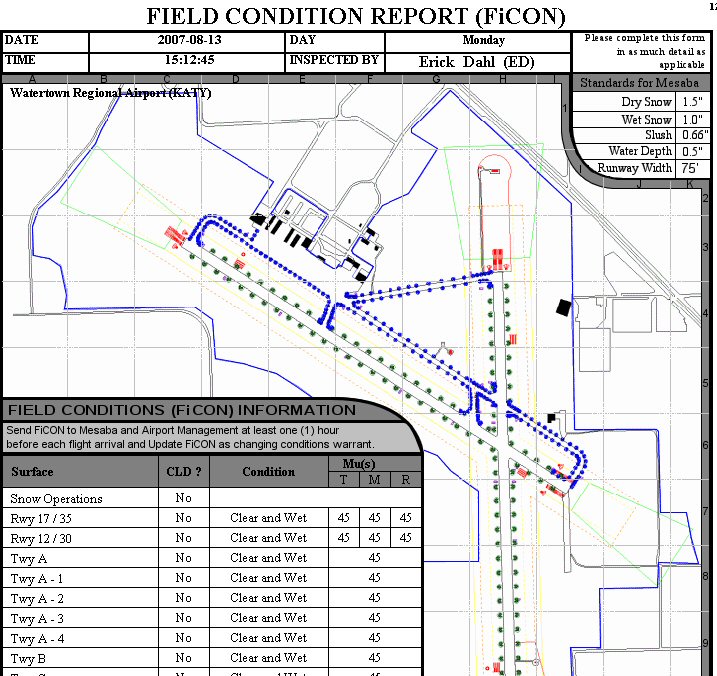 12
FIELD CONDITION REPORT (FiCON)
DATE 2007-08-13 DAY Monday
TIME 15:12:45 INSPECTED BY Erick Dahl (ED)
Please complete this form
in as much detail as
applicable
Standards for Mesaba
Dry Snow 1.5"
Wet Snow 1.0"
Slush 0.66"
Water Depth 0.5"
Runway Width 75'
A B C D E F G H I
Watertown Regional Airport (KATY)
1
I J K
2
3
4
5
6
7
8
9
FIELD CONDITIONS (FiCON) INFORMATION
Send FiCON to Mesaba and Airport Management at least one (1) hour
before each flight arrival and Update FiCON as changing conditions warrant.
Surface CLD ? Condition Mu(s)
T M R
Snow Operations No
Rwy 17 / 35 No Clear and Wet 45 45 45
Rwy 12 / 30 No Clear and Wet 45 45 45
Twy A No Clear and Wet 45
Twy A - 1 No Clear and Wet 45
Twy A - 2 No Clear and Wet 45
Twy A - 3 No Clear and Wet 45
Twy A - 4 No Clear and Wet 45
Twy B No Clear and Wet 45